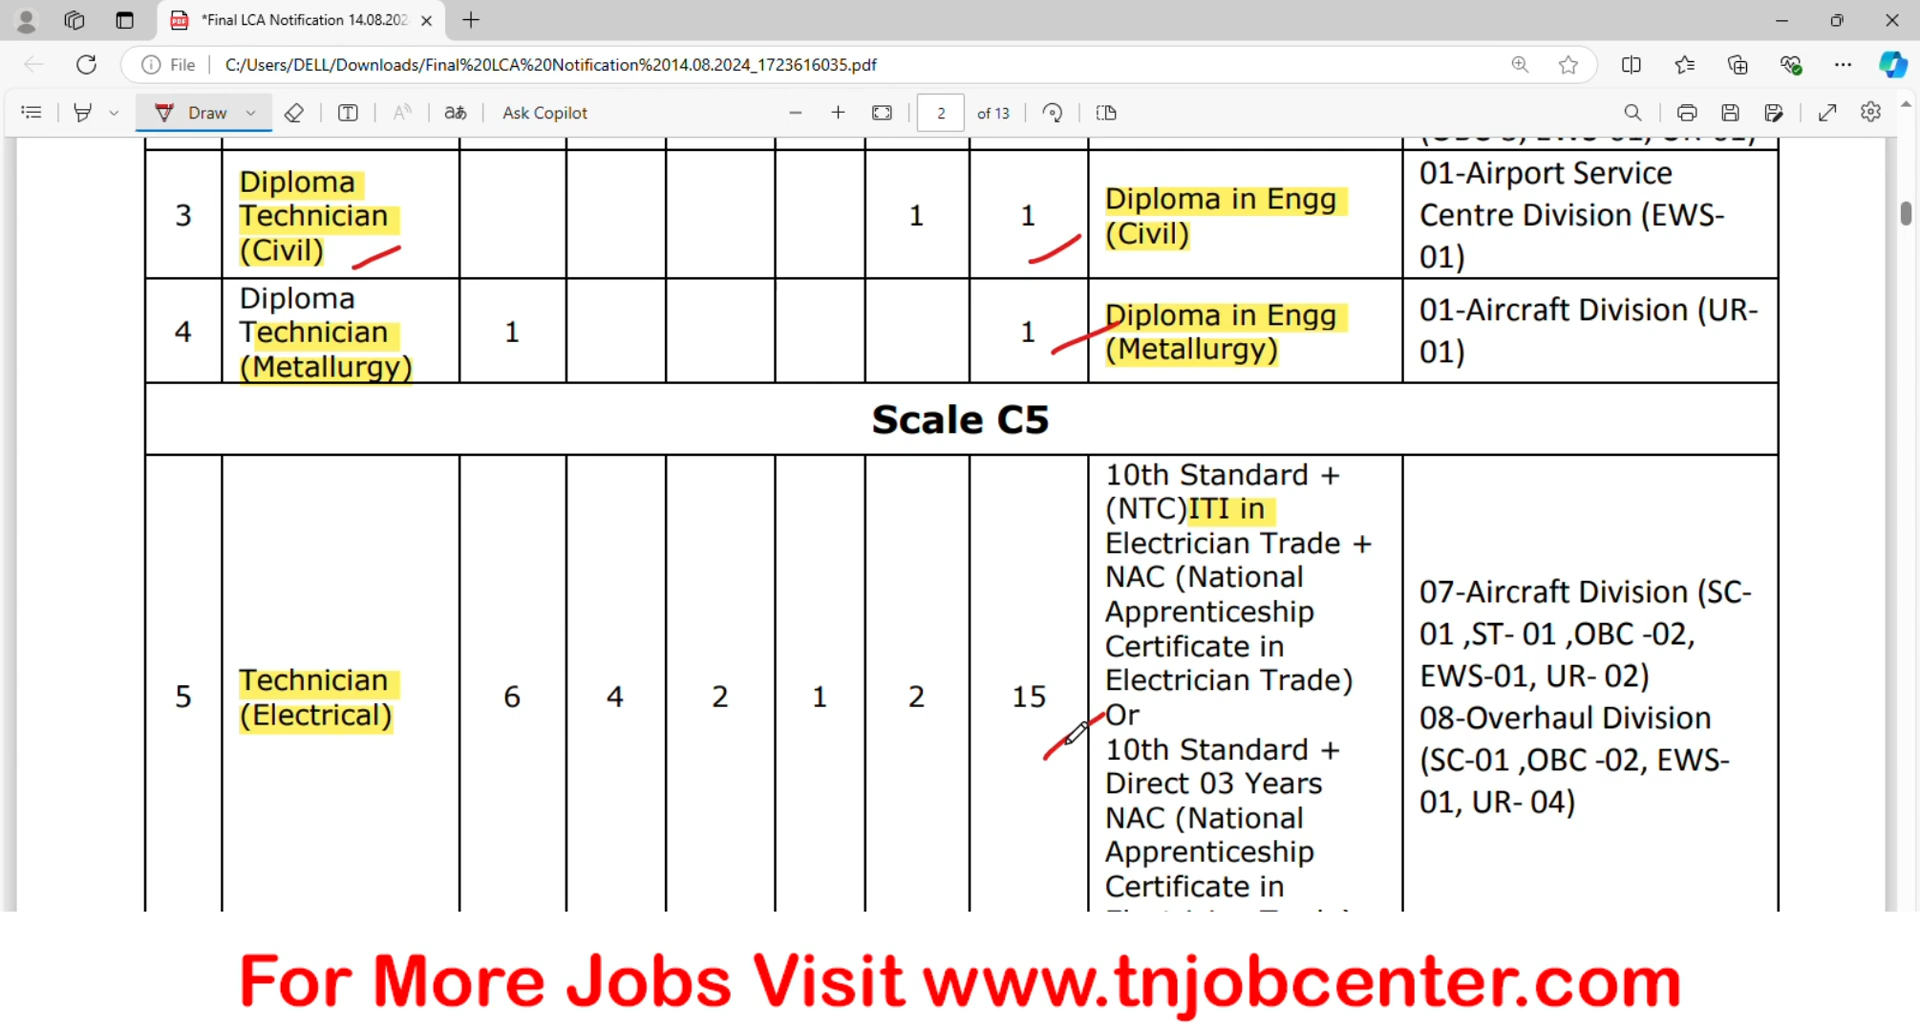 *Final LCA Notification 14.08.202
File
C:/Users/DELL/Downloads/Final%20LCA%20Notification%2014.08.2024_1723616035.pdf
Draw
Ask Copilot
2
of 13
3
Diploma
Technician
(Civil)
1
1
Diploma in Engg
(Civil)
01-Airport Service
Centre Division (EWS-
01)
4
Diploma
Technician
(Metallurgy)
1
1
Diploma in Engg
(Metallurgy)
01-Aircraft Division (UR-
01)
Scale C5
5
Technician
(Electrical)
6
4
2
1
2
15
10th Standard +
(NTC)ITI in
Electrician Trade +
NAC (National
Apprenticeship
Certificate in
Electrician Trade)
Or
10th Standard +
Direct 03 Years
NAC (National
Apprenticeship
Certificate in
07-Aircraft Division (SC-
01 ,ST- 01 ,OBC -02,
EWS-01, UR- 02)
08-Overhaul Division
(SC-01 ,OBC -02, EWS-
01, UR- 04)
For More Jobs Visit www.tnjobcenter.com